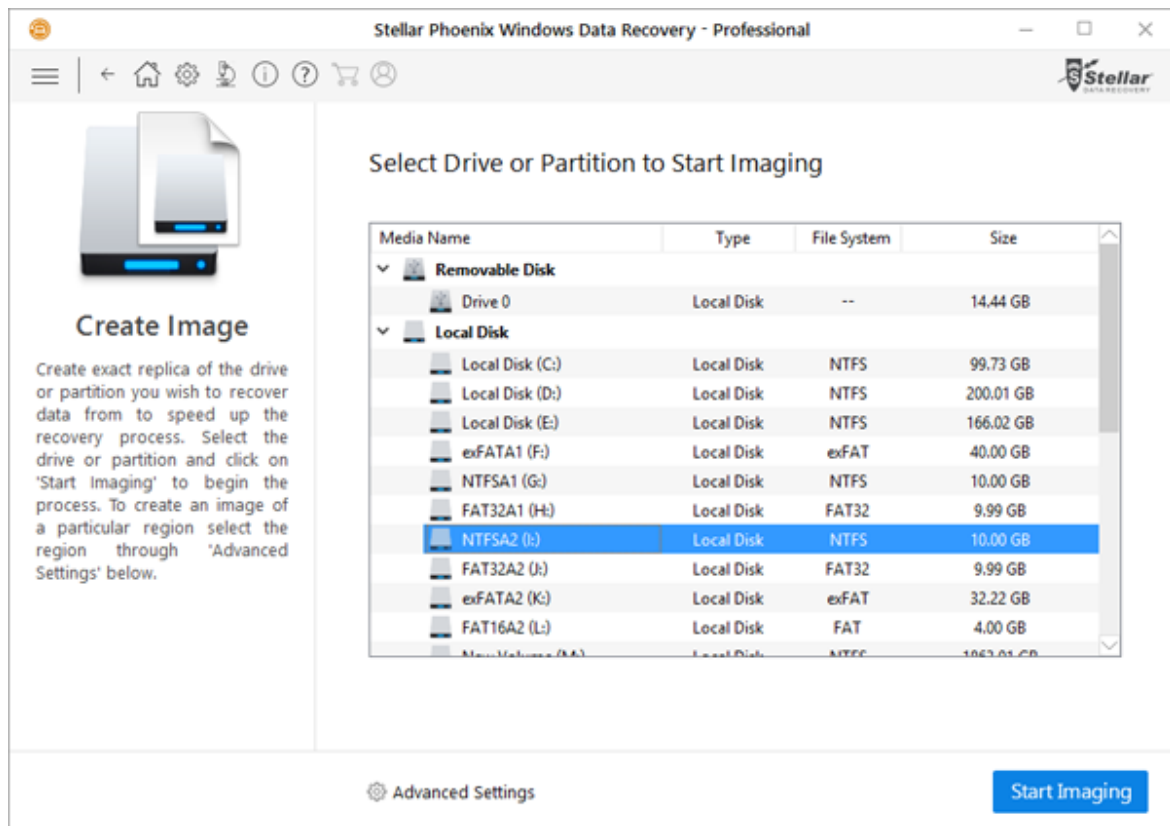 Stellar Phoenix Windows Data Recovery - Professional
Stellar
DATA RECOVERY
Create Image
Create exact replica of the drive
or partition you wish to recover
data from to speed up the
recovery process. Select the
drive or partition and click on
'Start Imaging' to begin the
process. To create an image of
a particular region select the
region through 'Advanced
Settings' below.
Select Drive or Partition to Start Imaging
Media Name Type File System Size
Removable Disk
Drive 0 Local Disk -- 14.44 GB
Local Disk
Local Disk (C:) Local Disk NTFS 99.73 GB
Local Disk (D:) Local Disk NTFS 200.01 GB
Local Disk (E:) Local Disk NTFS 166.02 GB
exFATA1 (F:) Local Disk exFAT 40.00 GB
NTFSA1 (G:) Local Disk NTFS 10.00 GB
FAT32A1 (H:) Local Disk FAT32 9.99 GB
NTFSA2 (I:) Local Disk NTFS 10.00 GB
FAT32A2 (J:) Local Disk FAT32 9.99 GB
exFATA2 (K:) Local Disk exFAT 32.22 GB
FAT16A2 (L:) Local Disk FAT 4.00 GB
New Volume (M:) Local Disk NTFS 1863.01 GB
Advanced Settings
Start Imaging